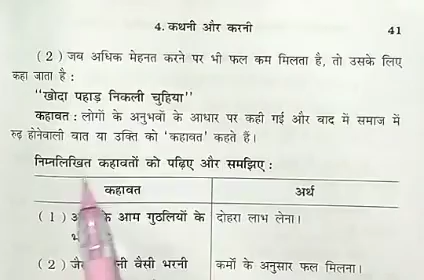 4. कथनी और करनी 41
( 2 ) जब अधिक मेहनत करने पर भी फल कम मिलता है, तो उसके लिए
कहा जाता है :
"खोदा पहाड़ निकली चुहिया"
कहावत : लोगों के अनुभवों के आधार पर कही गई और बाद में समाज में
रूढ़ होनेवाली बात या उक्ति को 'कहावत' कहते हैं।
निम्नलिखित कहावतों को पढ़िए और समझिए :
कहावत अर्थ
( 1 ) के आम गुठलियों के दोहरा लाभ लेना।
( 2 ) वैसी भरनी कर्मों के अनुसार फल मिलना।